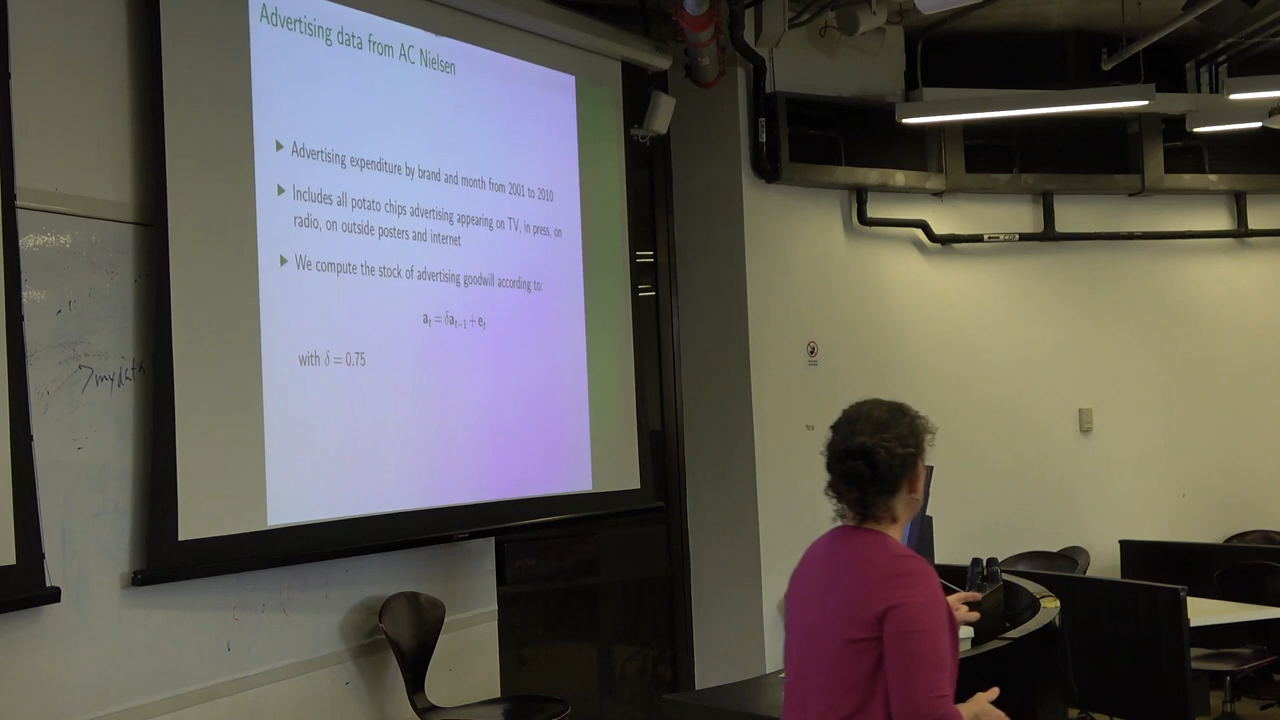 Advertising data from AC Nielsen
Advertising expenditure by brand and month from 2001 to 2010
Includes all potato chips advertising appearing on TV, in press, on
radio, on outside posters and internet
We compute the stock of advertising goodwill according to:
aₜ = δaₜ₋₁ + eₜ
with δ = 0.75
>mydata